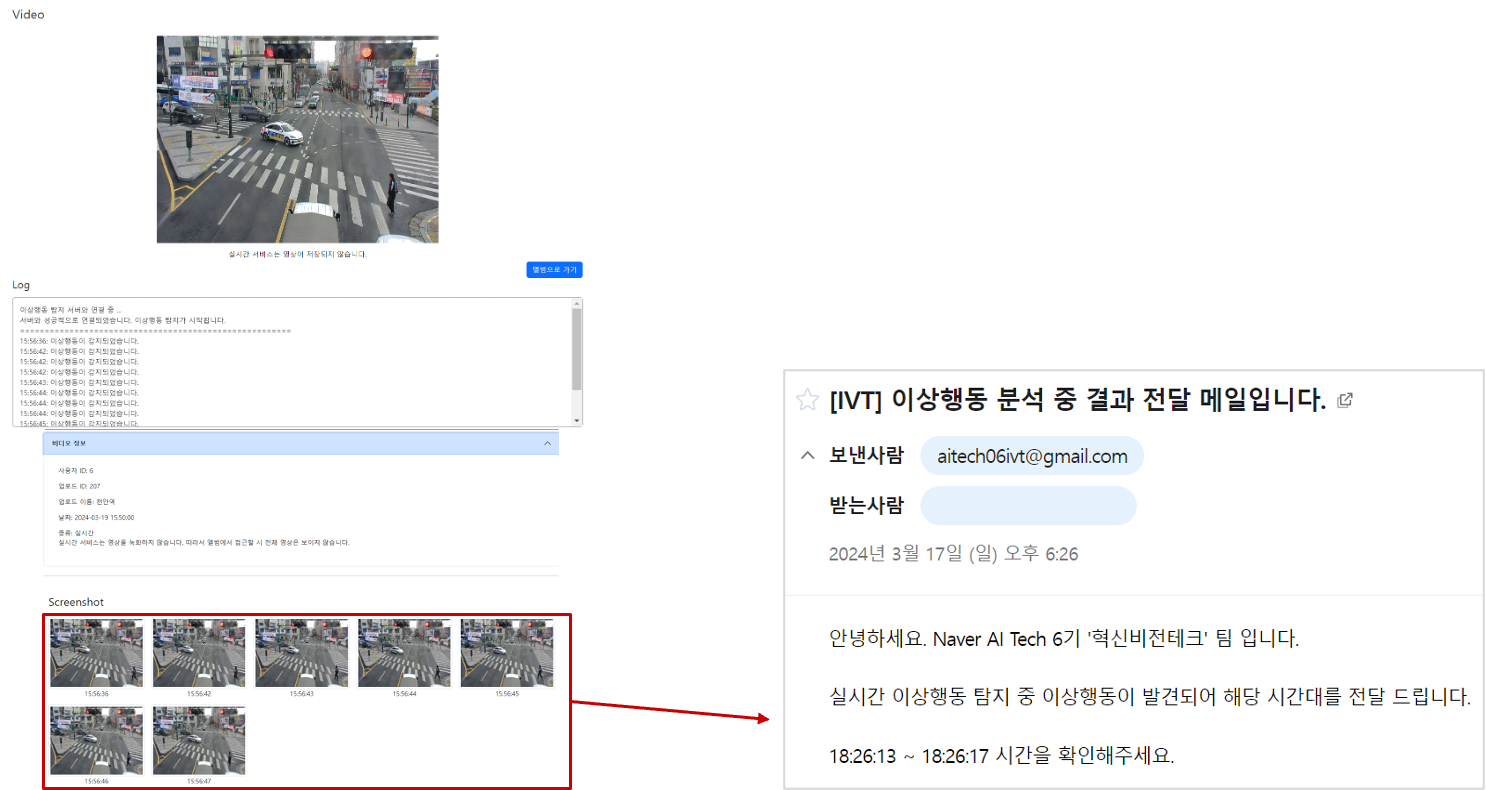 Video
실시간 서비스는 영상이 저장되지 않습니다.
앨범으로 가기
Log
이상행동 탐지 서버와 연결 중 ...
서버와 성공적으로 연결되었습니다. 이상행동 탐지가 시작됩니다.
=======================================================
15:56:36: 이상행동이 감지되었습니다.
15:56:42: 이상행동이 감지되었습니다.
15:56:42: 이상행동이 감지되었습니다.
15:56:42: 이상행동이 감지되었습니다.
15:56:43: 이상행동이 감지되었습니다.
15:56:44: 이상행동이 감지되었습니다.
15:56:44: 이상행동이 감지되었습니다.
15:56:44: 이상행동이 감지되었습니다.
15:56:45: 이상행동이 감지되었습니다.
비디오 정보
사용자 ID: 6
업로드 ID: 207
업로드 이름: 천안역
날짜: 2024-03-19 15:50:00
종류: 실시간
실시간 서비스는 영상을 녹화하지 않습니다. 따라서 앨범에서 접근할 시 전체 영상은 보이지 않습니다.
Screenshot
15:56:36
15:56:42
15:56:43
15:56:44
15:56:45
15:56:46
15:56:47
[IVT] 이상행동 분석 중 결과 전달 메일입니다.
보낸사람 aitech06ivt@gmail.com
받는사람
2024년 3월 17일 (일) 오후 6:26
안녕하세요. Naver AI Tech 6기 '혁신비전테크' 팀 입니다.
실시간 이상행동 탐지 중 이상행동이 발견되어 해당 시간대를 전달 드립니다.
18:26:13 ~ 18:26:17 시간을 확인해주세요.